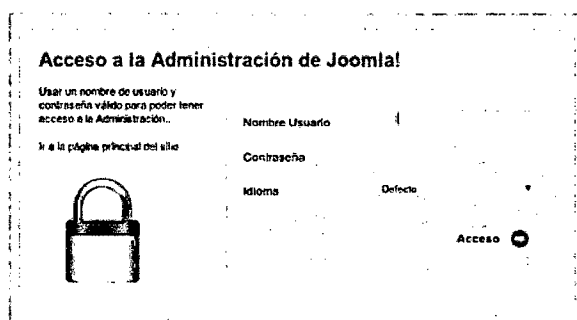 Acceso a la Administración de Joomla!
Usar un nombre de usuario y
contraseña válido para poder tener
acceso a la Administración..
Ir a la página principal del sitio
Nombre Usuario
Contraseña
Idioma
Defecto
Acceso